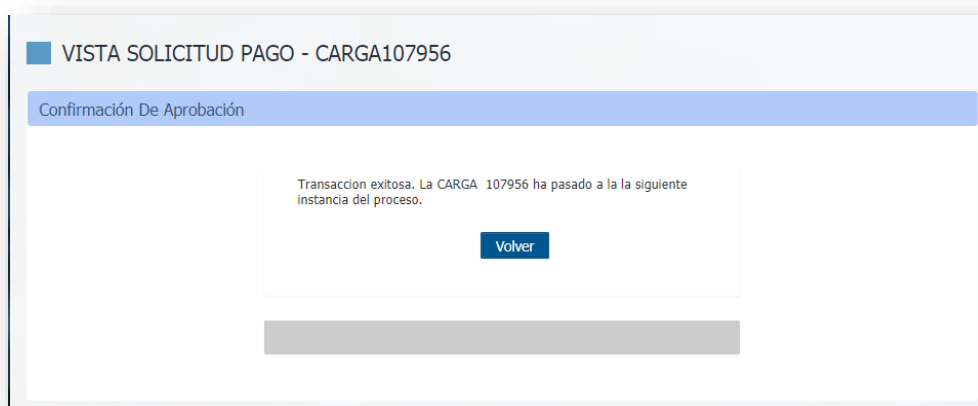 VISTA SOLICITUD PAGO - CARGA107956
Confirmación De Aprobación
Transaccion exitosa. La CARGA  107956 ha pasado a la la siguiente
instancia del proceso.
Volver